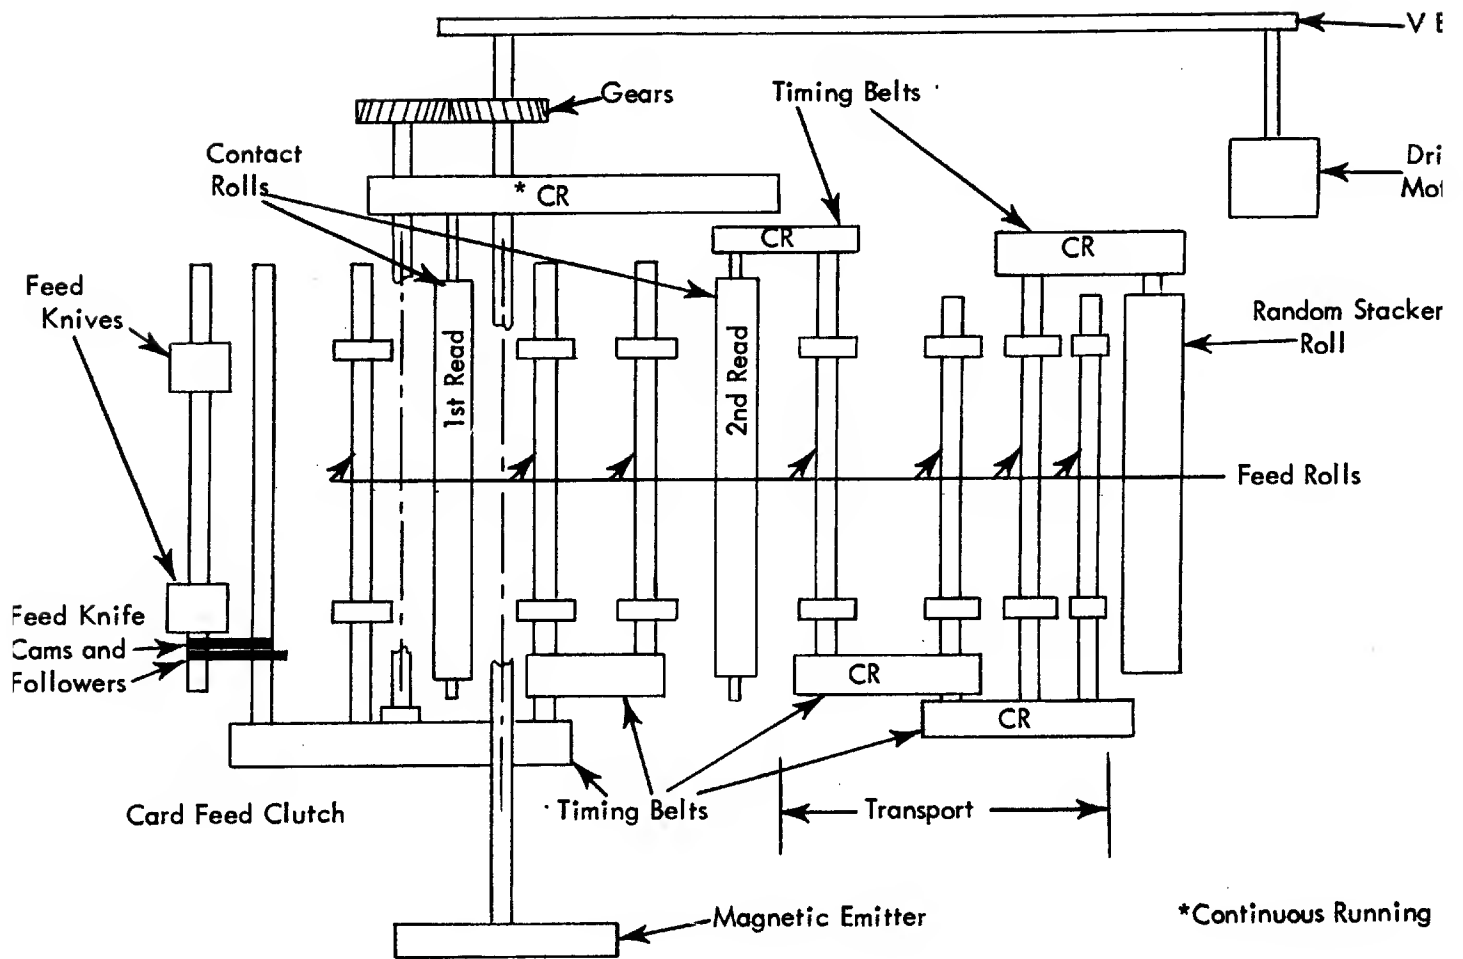 V
Gears
Timing Belts
Contact
Rolls
* CR
Dri
CR
CR
Feed
Knives
Random Stacker
Roll
1st Read
2nd Read
Feed Rolls
Feed Knife
Cams and
Followers
CR
CR
Card Feed Clutch
Timing Belts
Transport
Magnetic Emitter
*Continuous Running